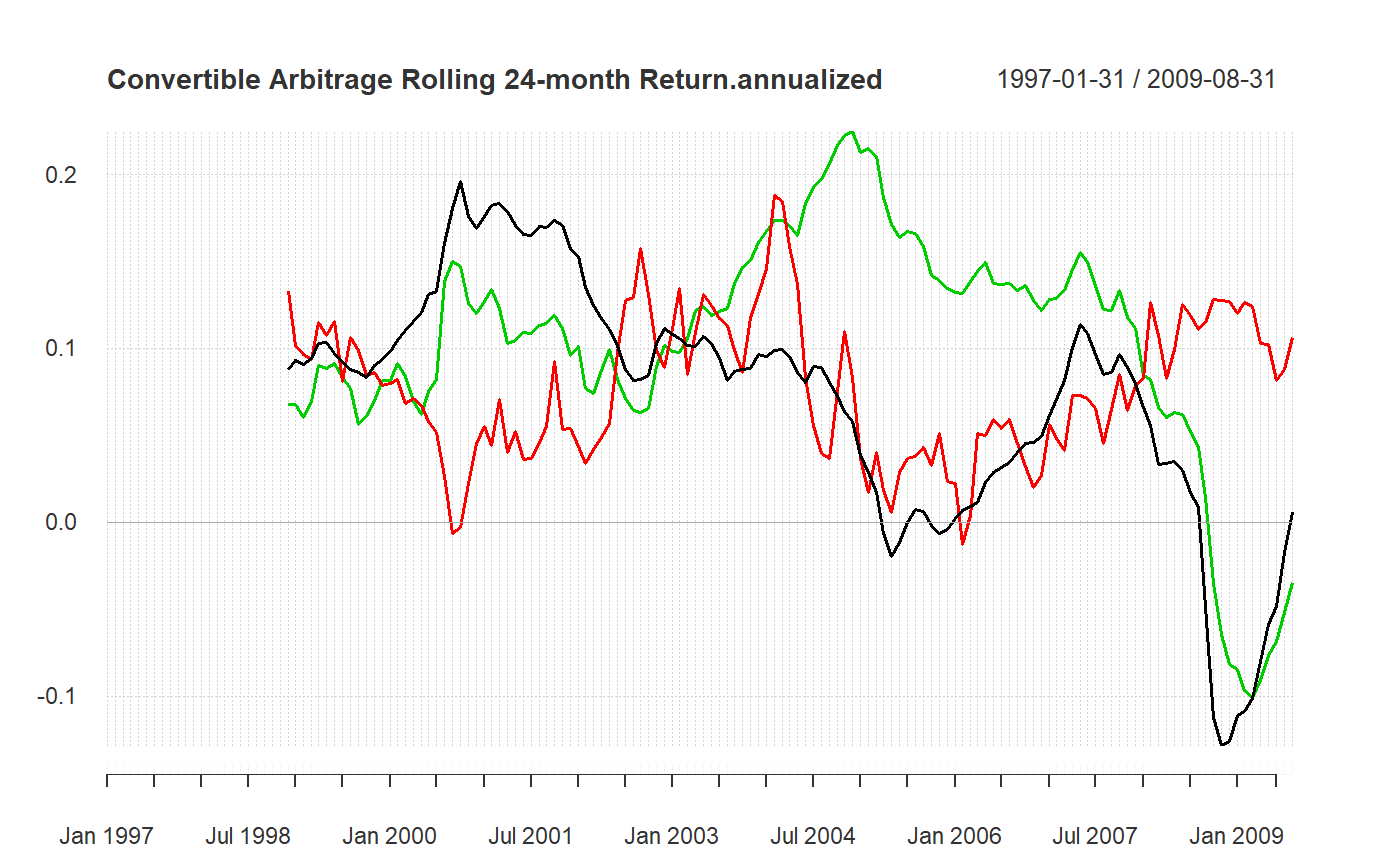 Convertible Arbitrage Rolling 24-month Return.annualized 1997-01-31 / 2009-08-31
0.2
0.1
0.0
-0.1
Jan 1997 Jul 1998 Jan 2000 Jul 2001 Jan 2003 Jul 2004 Jan 2006 Jul 2007 Jan 2009